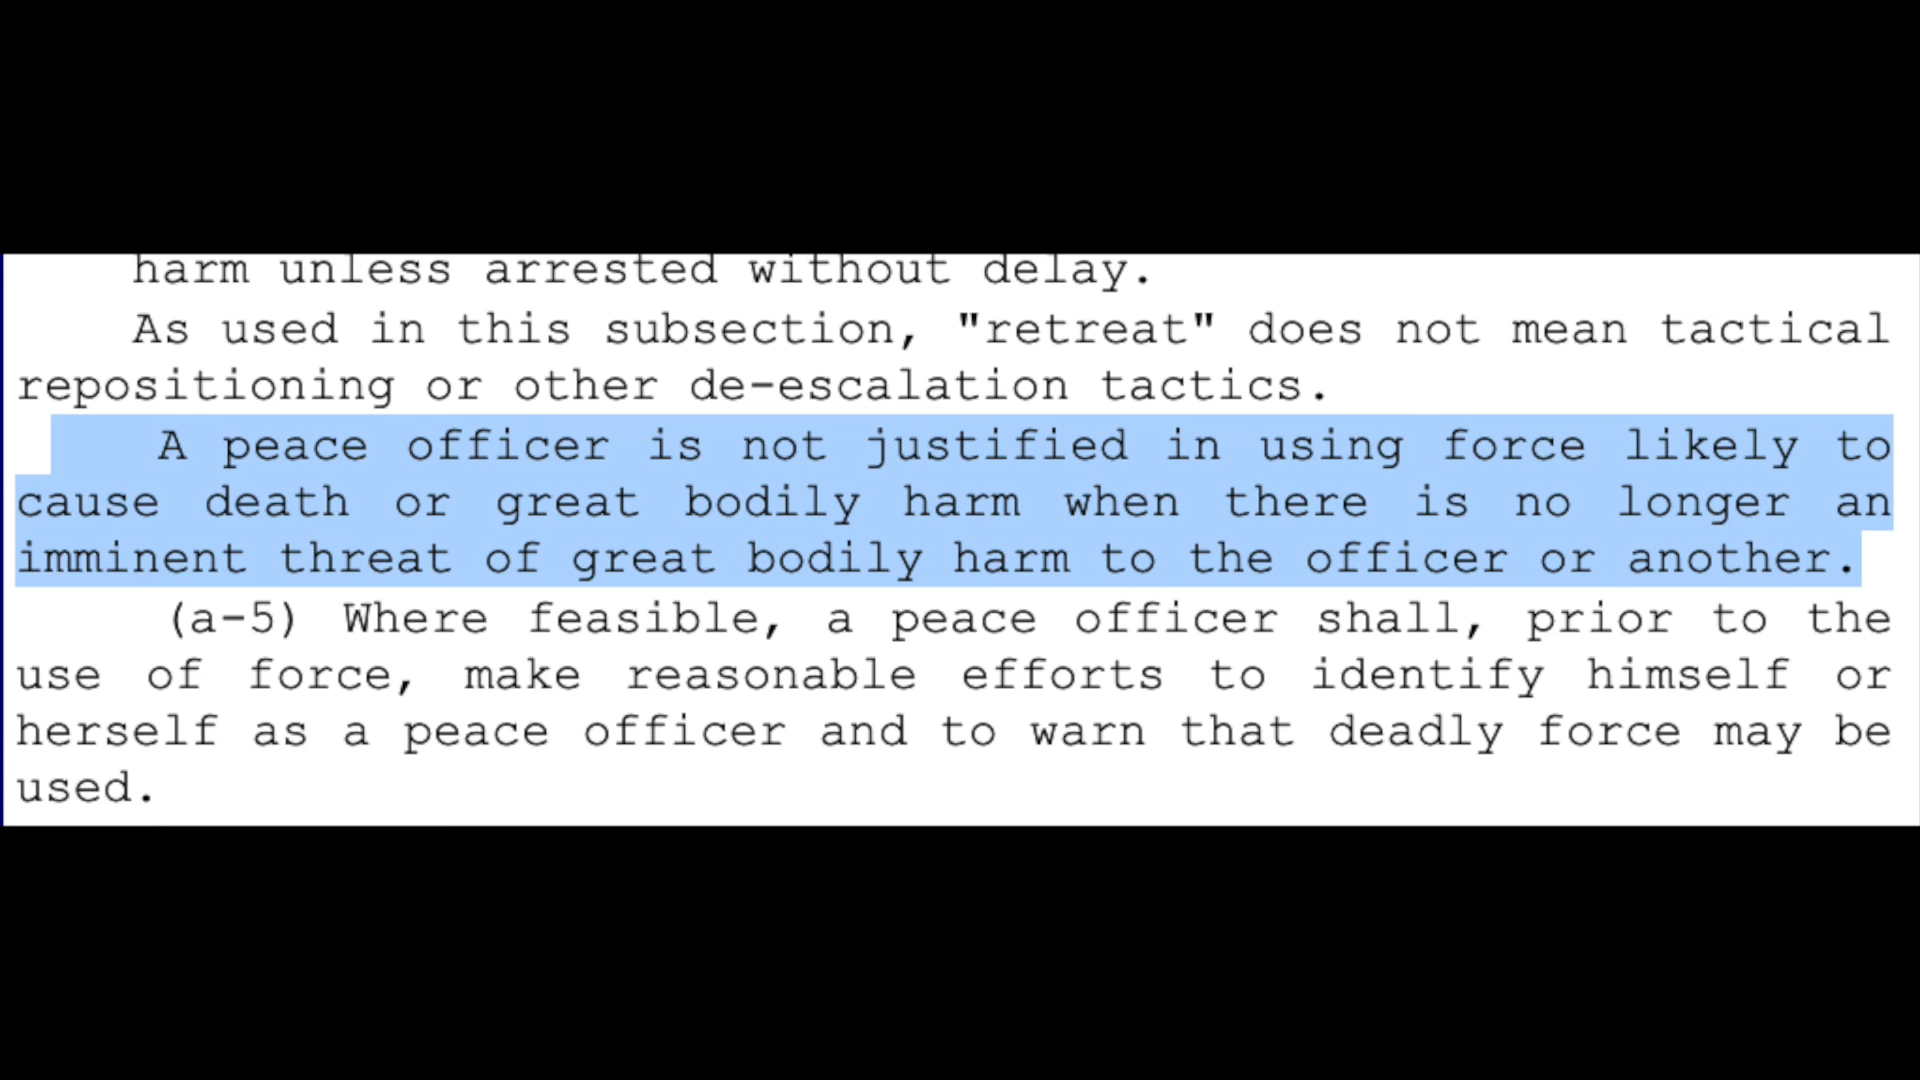 harm unless arrested without delay.
As used in this subsection, "retreat" does not mean tactical
repositioning or other de-escalation tactics.
A peace officer is not justified in using force likely to
cause death or great bodily harm when there is no longer an
imminent threat of great bodily harm to the officer or another.
(a-5) Where feasible, a peace officer shall, prior to the
use of force, make reasonable efforts to identify himself or
herself as a peace officer and to warn that deadly force may be
used.